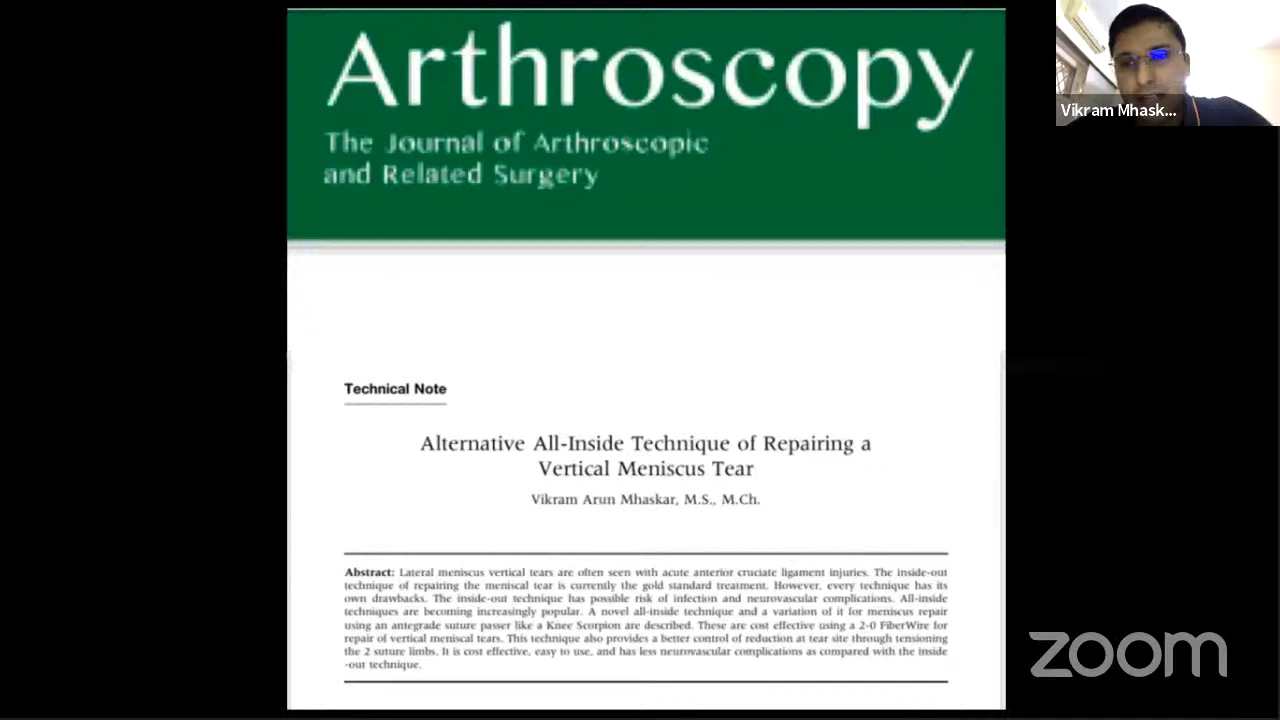 Arthroscopy
The Journal of Arthroscopic
and Related Surgery
Vikram Mhask...
Technical Note
Alternative All-Inside Technique of Repairing a
Vertical Meniscus Tear
Vikram Arun Mhaskar, M.S., M.Ch.
Abstract: Lateral meniscus vertical tears are often seen with acute anterior cruciate ligament injuries. The inside-out
technique of repairing the meniscal tear is currently the gold standard treatment. However, every technique has its
own drawbacks. The inside-out technique has possible risk of infection and neurovascular complications. All-inside
techniques are becoming increasingly popular. A novel all-inside technique and a variation of it for meniscus repair
using an antegrade suture passer like a Knee Scorpion are described. These are cost effective using a 2-0 FiberWire for
repair of vertical meniscal tears. This technique also provides a better control of reduction at tear site through tensioning
the 2 suture limbs. It is cost effective, easy to use, and has less neurovascular complications as compared with the inside
-out technique.
zoom